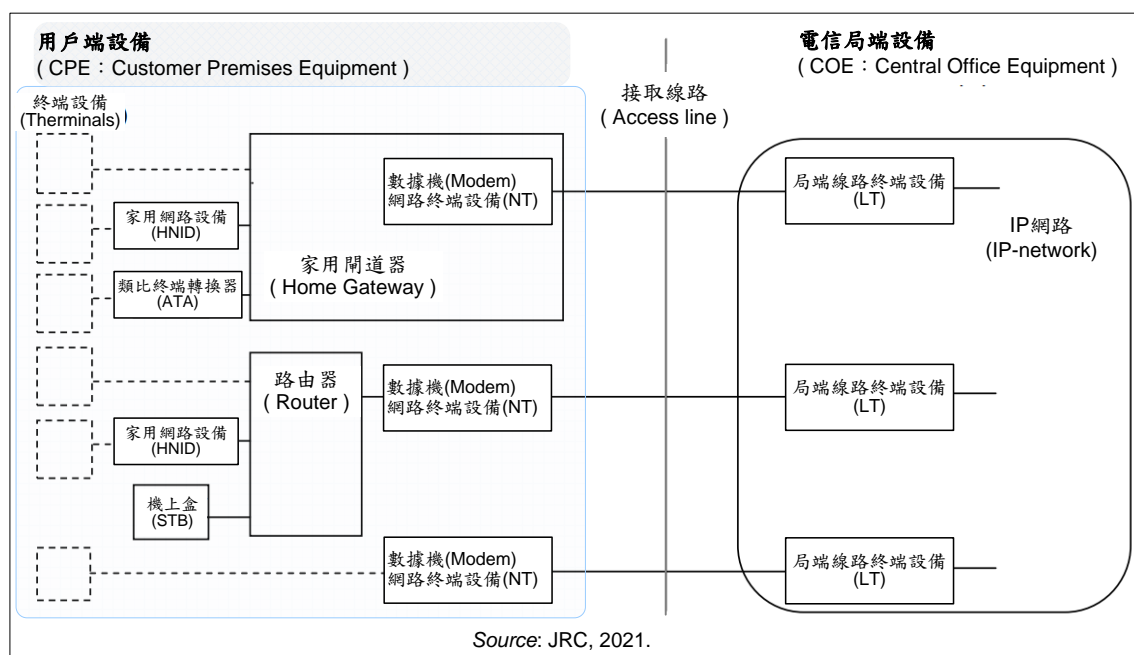 用戶端設備
( CPE：Customer Premises Equipment )
電信局端設備
( COE：Central Office Equipment )
終端設備
(Therminals)
接取線路
( Access line )
數據機(Modem)
網路終端設備(NT)
局端線路終端設備
(LT)
家用網路設備
(HNID)
IP網路
(IP-network)
家用閘道器
( Home Gateway )
類比終端轉換器
(ATA)
路由器
( Router )
數據機(Modem)
網路終端設備(NT)
局端線路終端設備
(LT)
家用網路設備
(HNID)
機上盒
(STB)
數據機(Modem)
網路終端設備(NT)
局端線路終端設備
(LT)
Source: JRC, 2021.